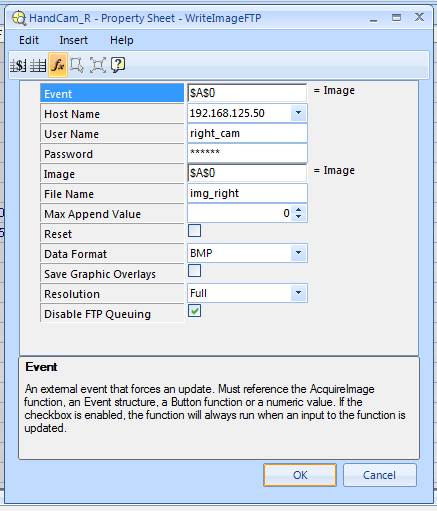 HandCam_R - Property Sheet - WriteImageFTP
Edit Insert Help
Event $A$0 = Image
Host Name 192.168.125.50
User Name right_cam
Password ******
Image $A$0 = Image
File Name img_right
Max Append Value 0
Reset
Data Format BMP
Save Graphic Overlays
Resolution Full
Disable FTP Queuing
Event
An external event that forces an update. Must reference the AcquireImage
function, an Event structure, a Button function or a numeric value. If the
checkbox is enabled, the function will always run when an input to the function is
updated.
OK Cancel